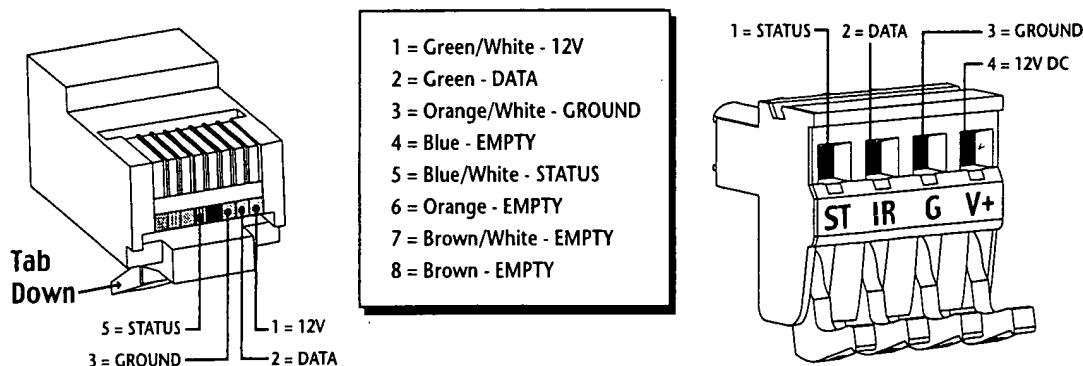 Tab
Down
5 = STATUS
3 = GROUND
1 = 12V
2 = DATA
1 = Green/White - 12V
2 = Green - DATA
3 = Orange/White - GROUND
4 = Blue - EMPTY
5 = Blue/White - STATUS
6 = Orange - EMPTY
7 = Brown/White - EMPTY
8 = Brown - EMPTY
1 = STATUS
2 = DATA
3 = GROUND
4 = 12V DC
ST IR G V+